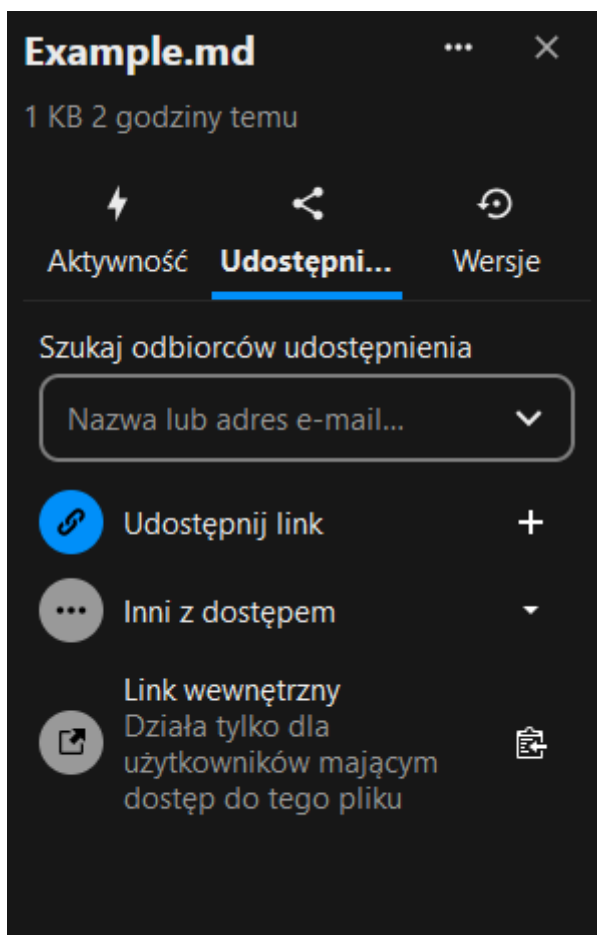 Example.md
1 KB 2 godziny temu
Aktywność Udostępni... Wersje
Szukaj odbiorców udostępnienia
Nazwa lub adres e-mail...
Udostępnij link
Inni z dostępem
Link wewnętrzny
Działa tylko dla
użytkowników mającym
dostęp do tego pliku